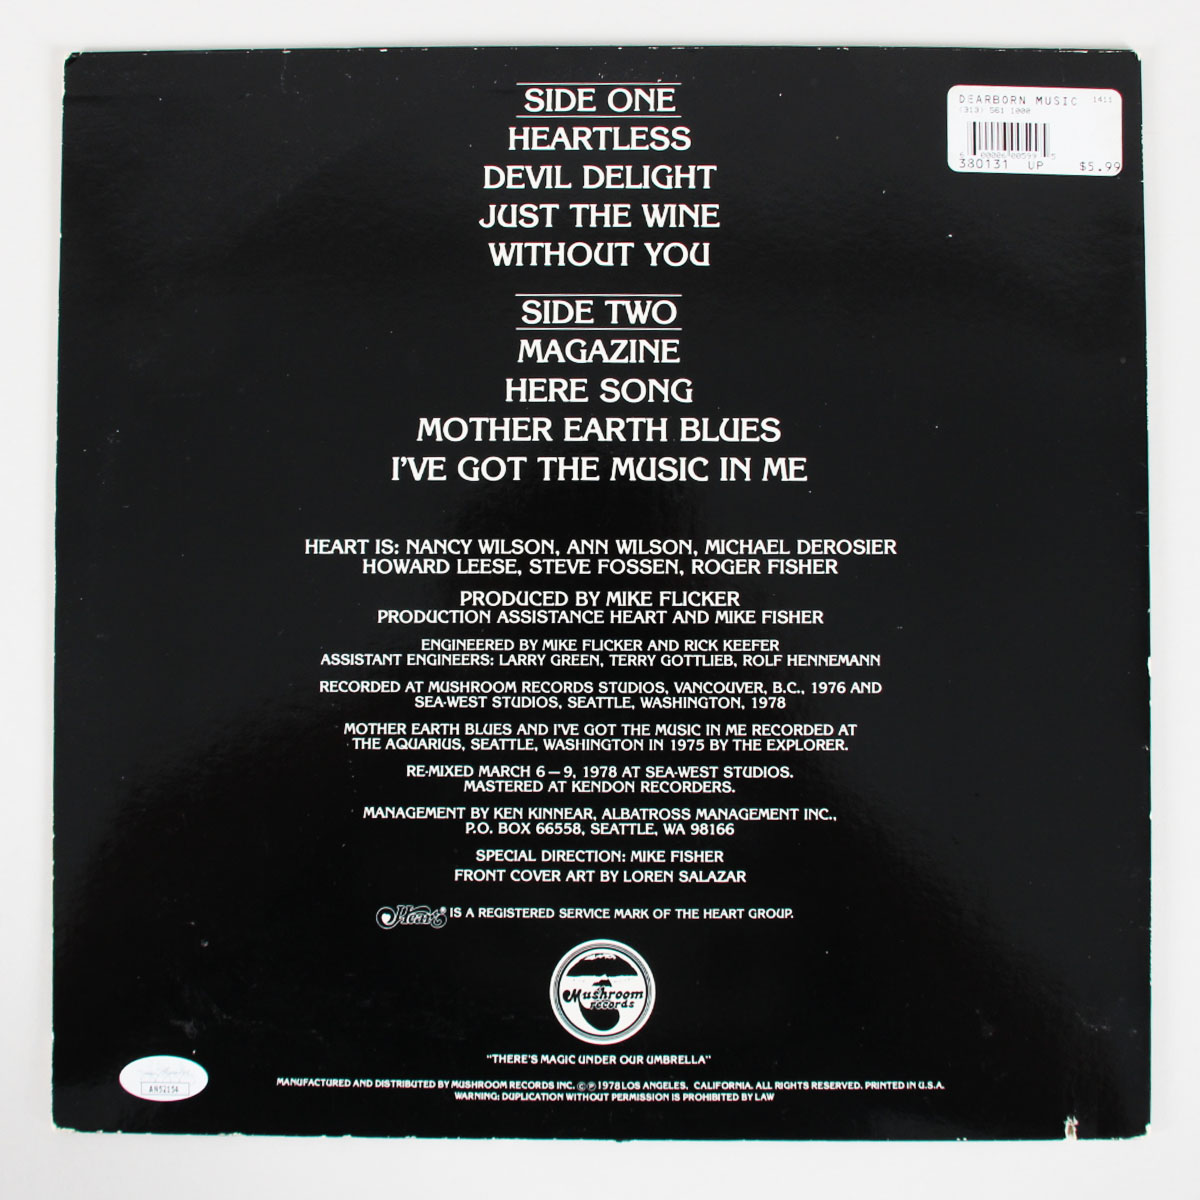 SIDE ONE
HEARTLESS
DEVIL DELIGHT
JUST THE WINE
WITHOUT YOU
SIDE TWO
MAGAZINE
HERE SONG
MOTHER EARTH BLUES
I'VE GOT THE MUSIC IN ME
HEART IS: NANCY WILSON, ANN WILSON, MICHAEL DEROSIER
HOWARD LEESE, STEVE FOSSEN, ROGER FISHER
PRODUCED BY MIKE FLICKER
PRODUCTION ASSISTANCE HEART AND MIKE FISHER
ENGINEERED BY MIKE FLICKER AND RICK KEEFER
ASSISTANT ENGINEERS: LARRY GREEN, TERRY GOTTLIEB, ROLF HENNEMANN
RECORDED AT MUSHROOM RECORDS STUDIOS, VANCOUVER, B.C., 1976 AND
SEA-WEST STUDIOS, SEATTLE, WASHINGTON, 1978
MOTHER EARTH BLUES AND I'VE GOT THE MUSIC IN ME RECORDED AT
THE AQUARIUS, SEATTLE, WASHINGTON IN 1975 BY THE EXPLORER.
RE-MIXED MARCH 6–9, 1978 AT SEA-WEST STUDIOS.
MASTERED AT KENDON RECORDERS.
MANAGEMENT BY KEN KINNEAR, ALBATROSS MANAGEMENT INC.,
P.O. BOX 66558, SEATTLE, WA 98166
SPECIAL DIRECTION: MIKE FISHER
FRONT COVER ART BY LOREN SALAZAR
Heart® IS A REGISTERED SERVICE MARK OF THE HEART GROUP.
Mushroom
records
"THERE'S MAGIC UNDER OUR UMBRELLA"
MANUFACTURED AND DISTRIBUTED BY MUSHROOM RECORDS INC. ©℗ 1978 LOS ANGELES, CALIFORNIA. ALL RIGHTS RESERVED. PRINTED IN U.S.A.
WARNING: DUPLICATION WITHOUT PERMISSION IS PROHIBITED BY LAW
DEARBORN MUSIC 1411
(313) 561 1000
6 00006 00599 5
380131 UP $5.99
AN52154